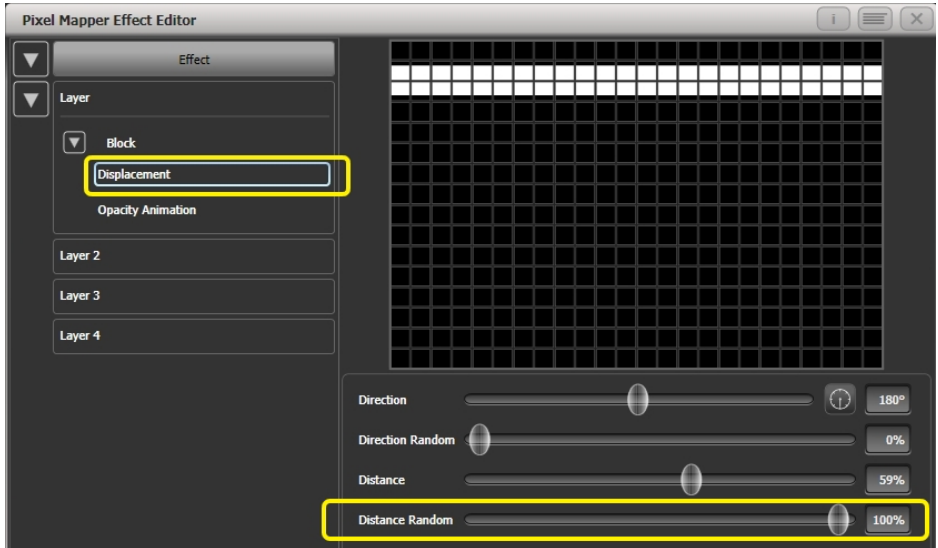 Pixel Mapper Effect Editor
i
Effect
Layer
Block
Displacement
Opacity Animation
Layer 2
Layer 3
Layer 4
Direction 180°
Direction Random 0%
Distance 59%
Distance Random 100%